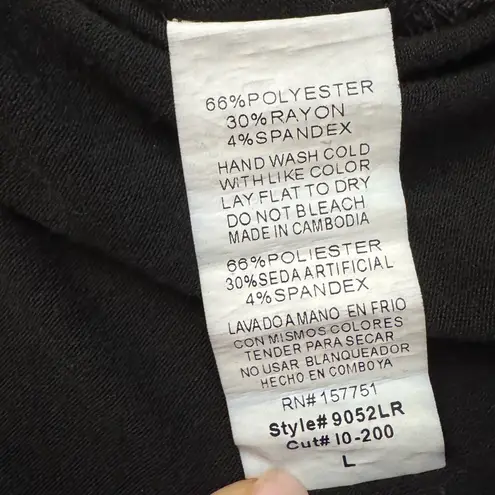 66%POLYESTER
30%RAYON
4%SPANDEX
HAND WASH COLD
WITH LIKE COLOR
LAY FLAT TO DRY
DO NOT BLEACH
MADE IN CAMBODIA
66%POLIESTER
30%SEDA ARTIFICIAL
4%SPANDEX
LAVADO A MANO EN FRIO
CON MISMOS COLORES
TENDER PARA SECAR
NO USAR BLANQUEADOR
HECHO EN COMBOYA
RN# 157751
Style# 9052LR
Cut# I0-200
L